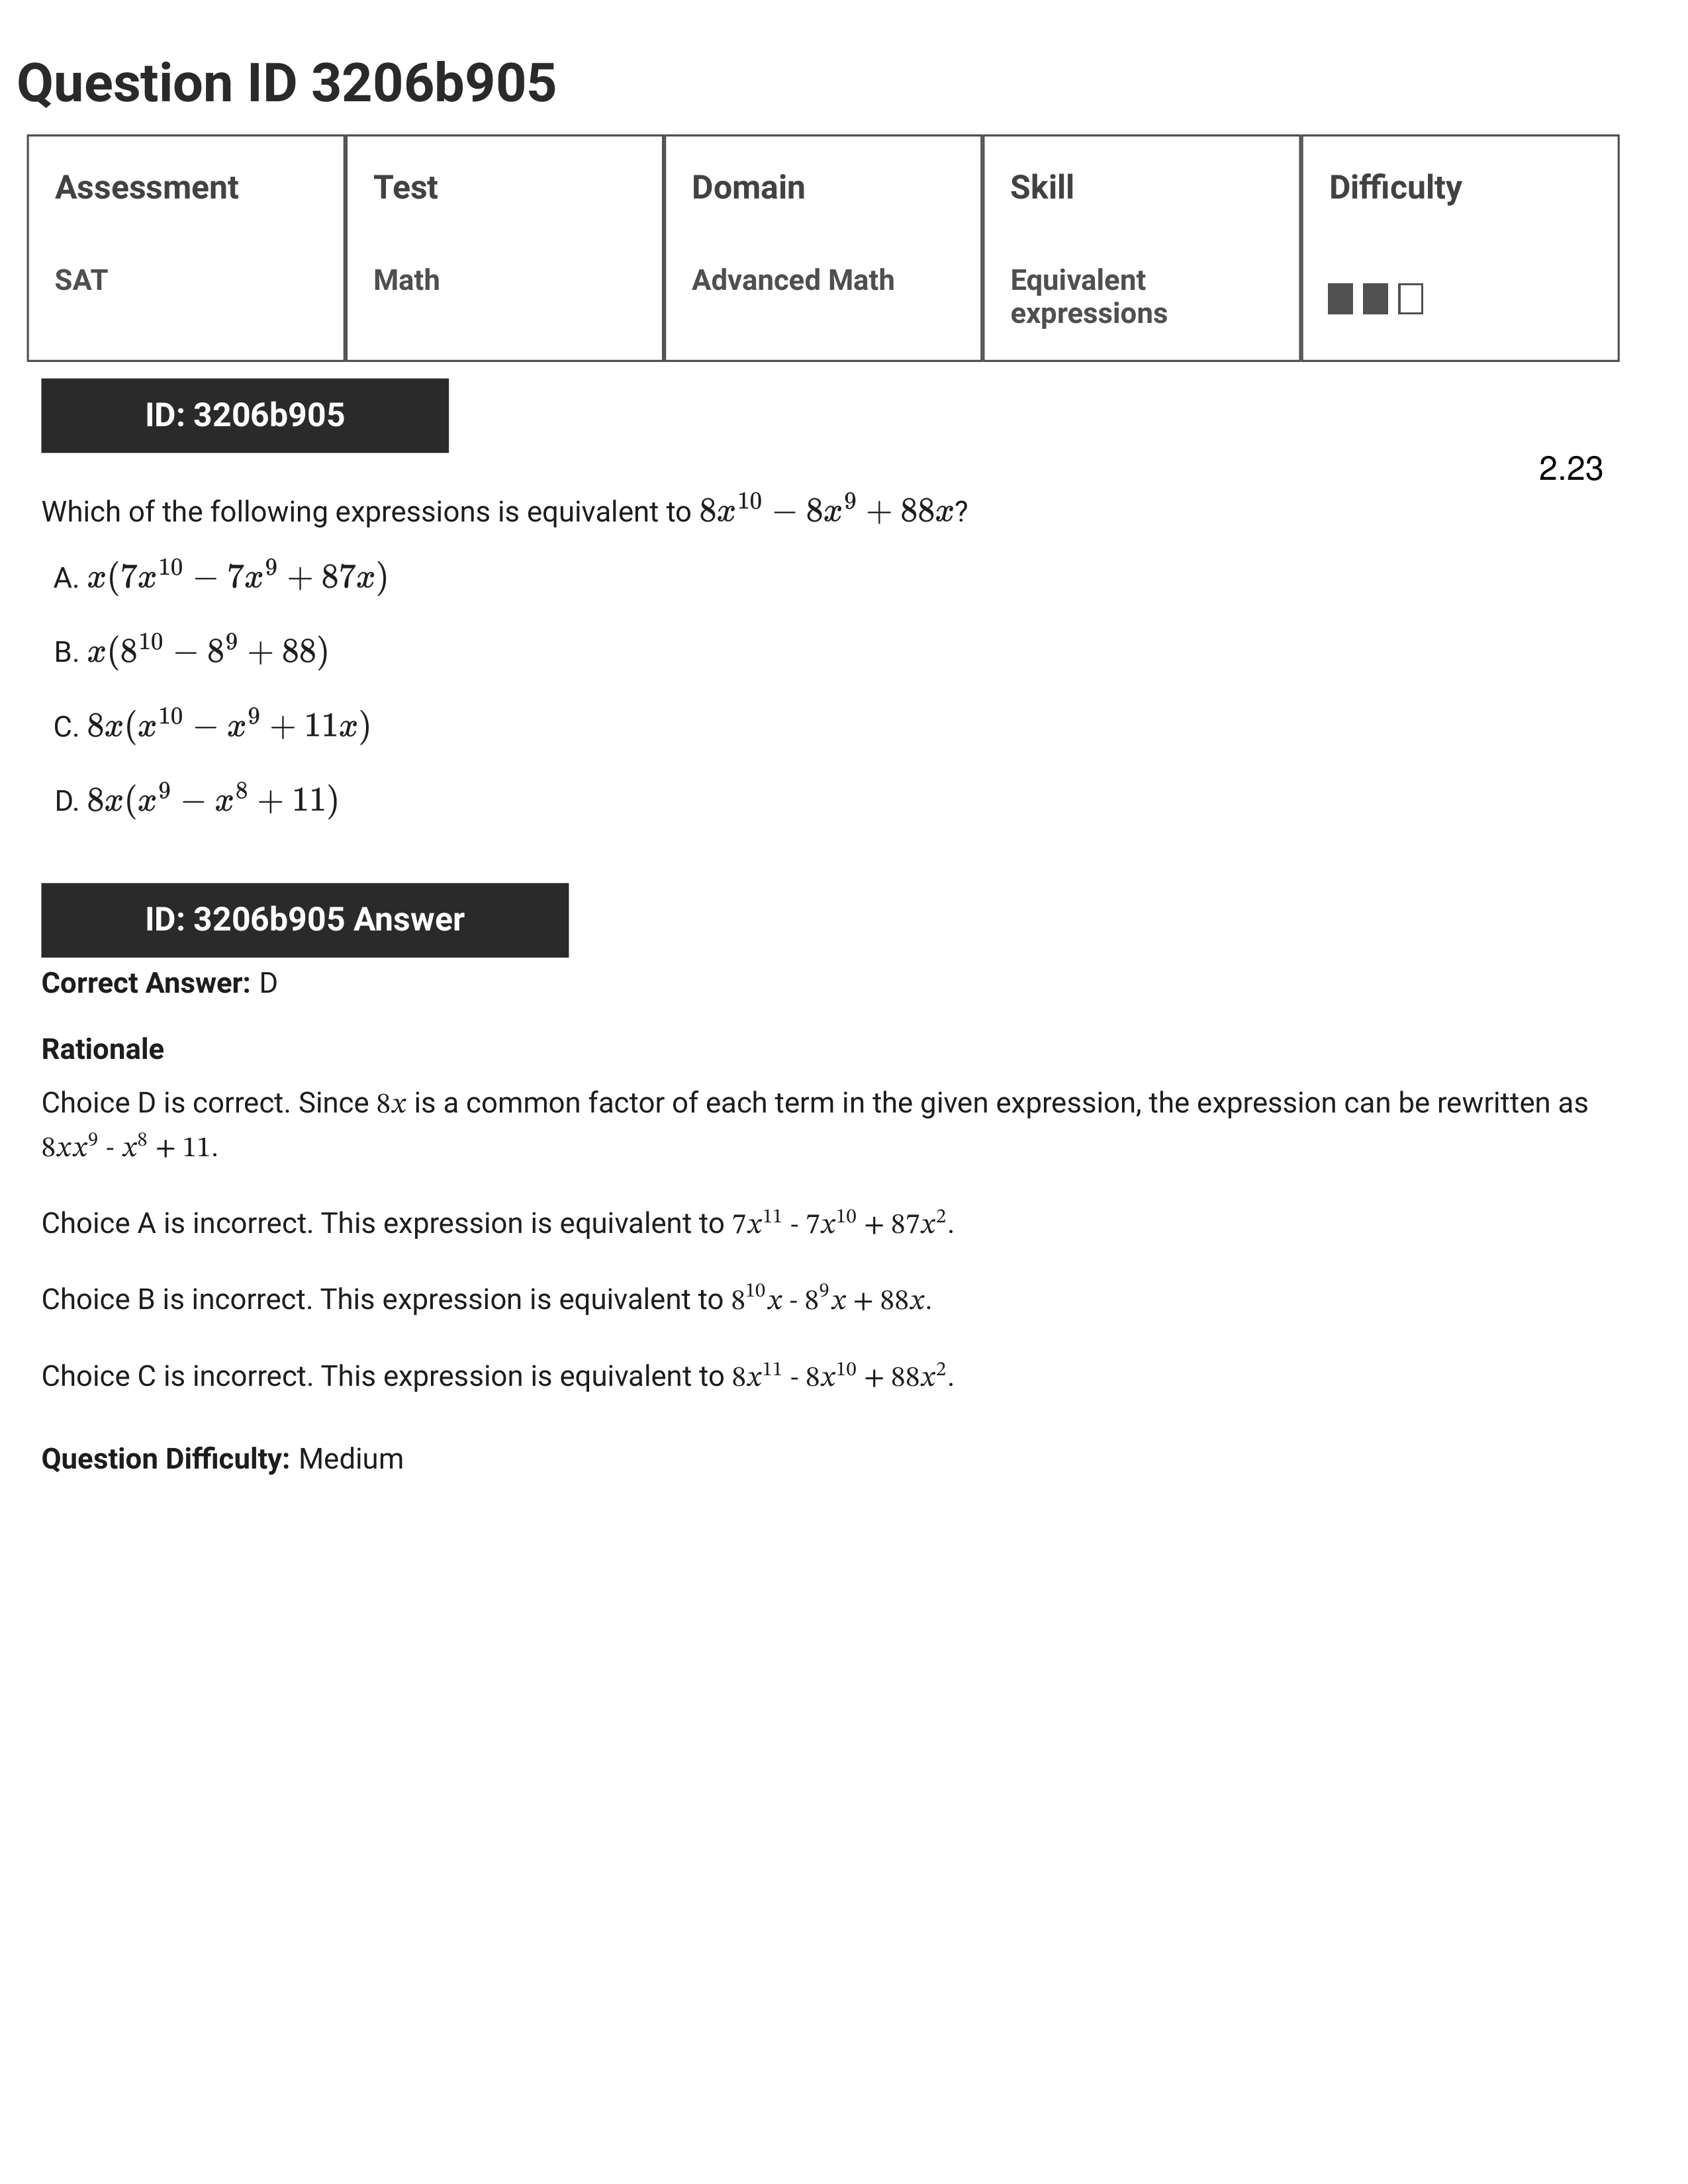 Question ID 3206b905
Assessment Test Domain Skill Difficulty
SAT Math Advanced Math Equivalent expressions
ID: 3206b905
2.23
Which of the following expressions is equivalent to 8x^{10} − 8x^9 + 88x?
A. x(7x^{10} − 7x^9 + 87x)
B. x(8^{10} − 8^9 + 88)
C. 8x(x^{10} − x^9 + 11x)
D. 8x(x^9 − x^8 + 11)
ID: 3206b905 Answer
Correct Answer: D
Rationale
Choice D is correct. Since 8x is a common factor of each term in the given expression, the expression can be rewritten as
8xx^9 - x^8 + 11.
Choice A is incorrect. This expression is equivalent to 7x^{11} - 7x^{10} + 87x^2.
Choice B is incorrect. This expression is equivalent to 8^{10}x - 8^9x + 88x.
Choice C is incorrect. This expression is equivalent to 8x^{11} - 8x^{10} + 88x^2.
Question Difficulty: Medium